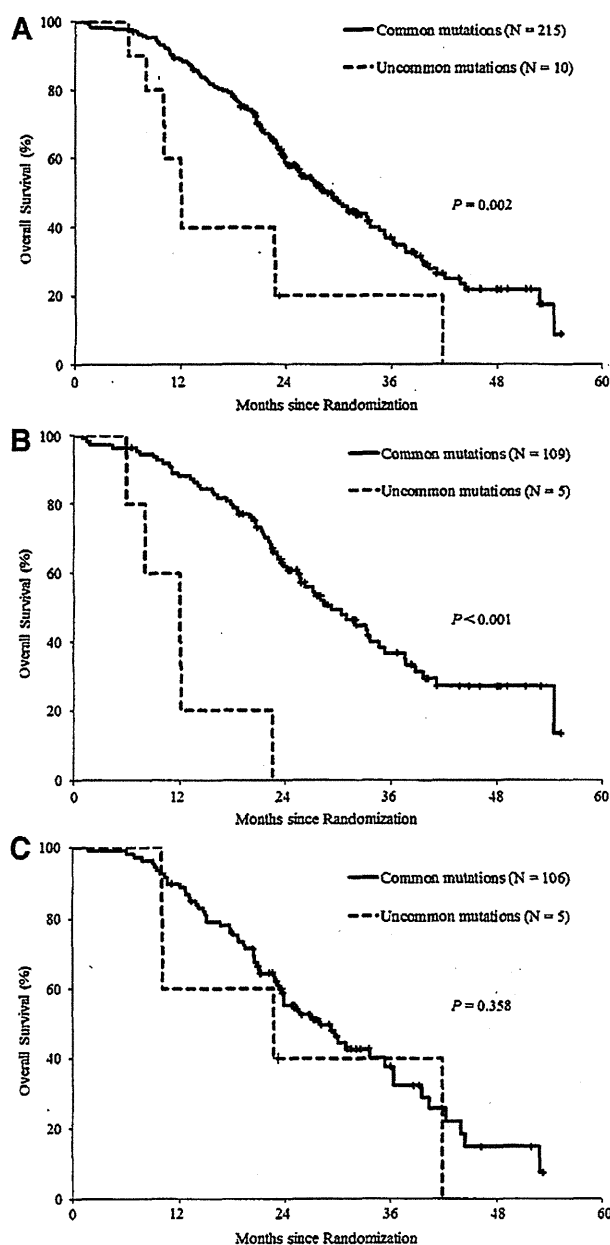 A
100
80
60
40
20
0
Overall Survival (%)
Common mutations (N = 215)
Uncommon mutations (N = 10)
P = 0.002
0 12 24 36 48 60
Months since Randomization
B
100
80
60
40
20
0
Overall Survival (%)
Common mutations (N = 109)
Uncommon mutations (N = 5)
P < 0.001
0 12 24 36 48 60
Months since Randomization
C
100
80
60
40
20
0
Overall Survival (%)
Common mutations (N = 106)
Uncommon mutations (N = 5)
P = 0.358
0 12 24 36 48 60
Months since Randomization